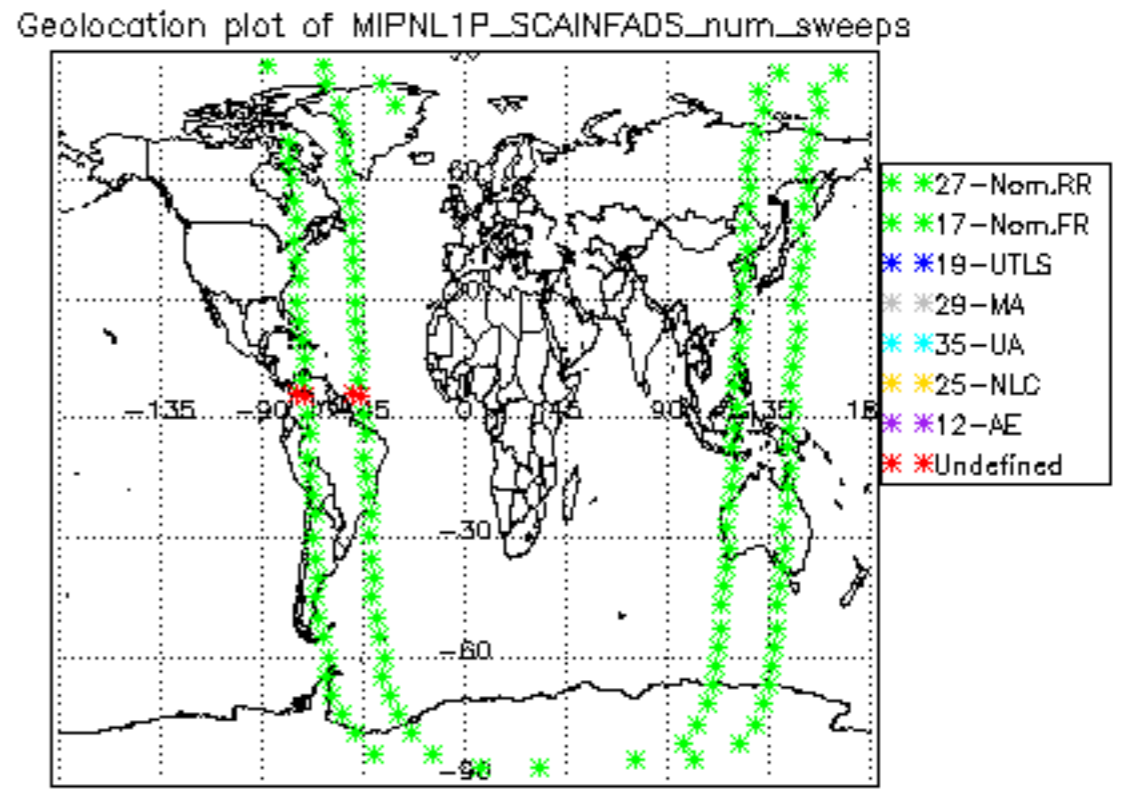 Geolocation plot of MIPNL1P_SCAINFADS_num_sweeps
27-Nom.RR
17-Nom.FR
19-UTLS
29-MA
35-UA
25-NLC
12-AE
Undefined
60
-135 -90 0 45 90 135
-30
-60
-90